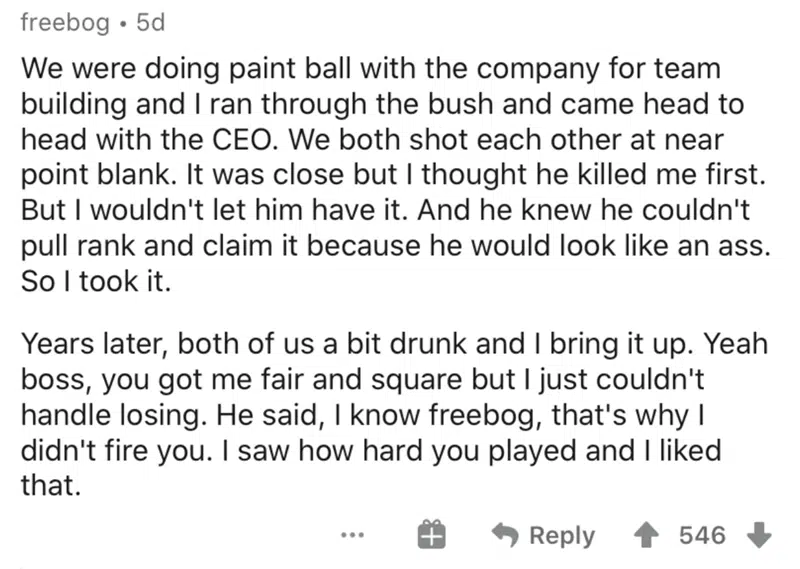 freebog • 5d
We were doing paint ball with the company for team
building and I ran through the bush and came head to
head with the CEO. We both shot each other at near
point blank. It was close but I thought he killed me first.
But I wouldn't let him have it. And he knew he couldn't
pull rank and claim it because he would look like an ass.
So I took it.
Years later, both of us a bit drunk and I bring it up. Yeah
boss, you got me fair and square but I just couldn't
handle losing. He said, I know freebog, that's why I
didn't fire you. I saw how hard you played and I liked
that.
... Reply 546